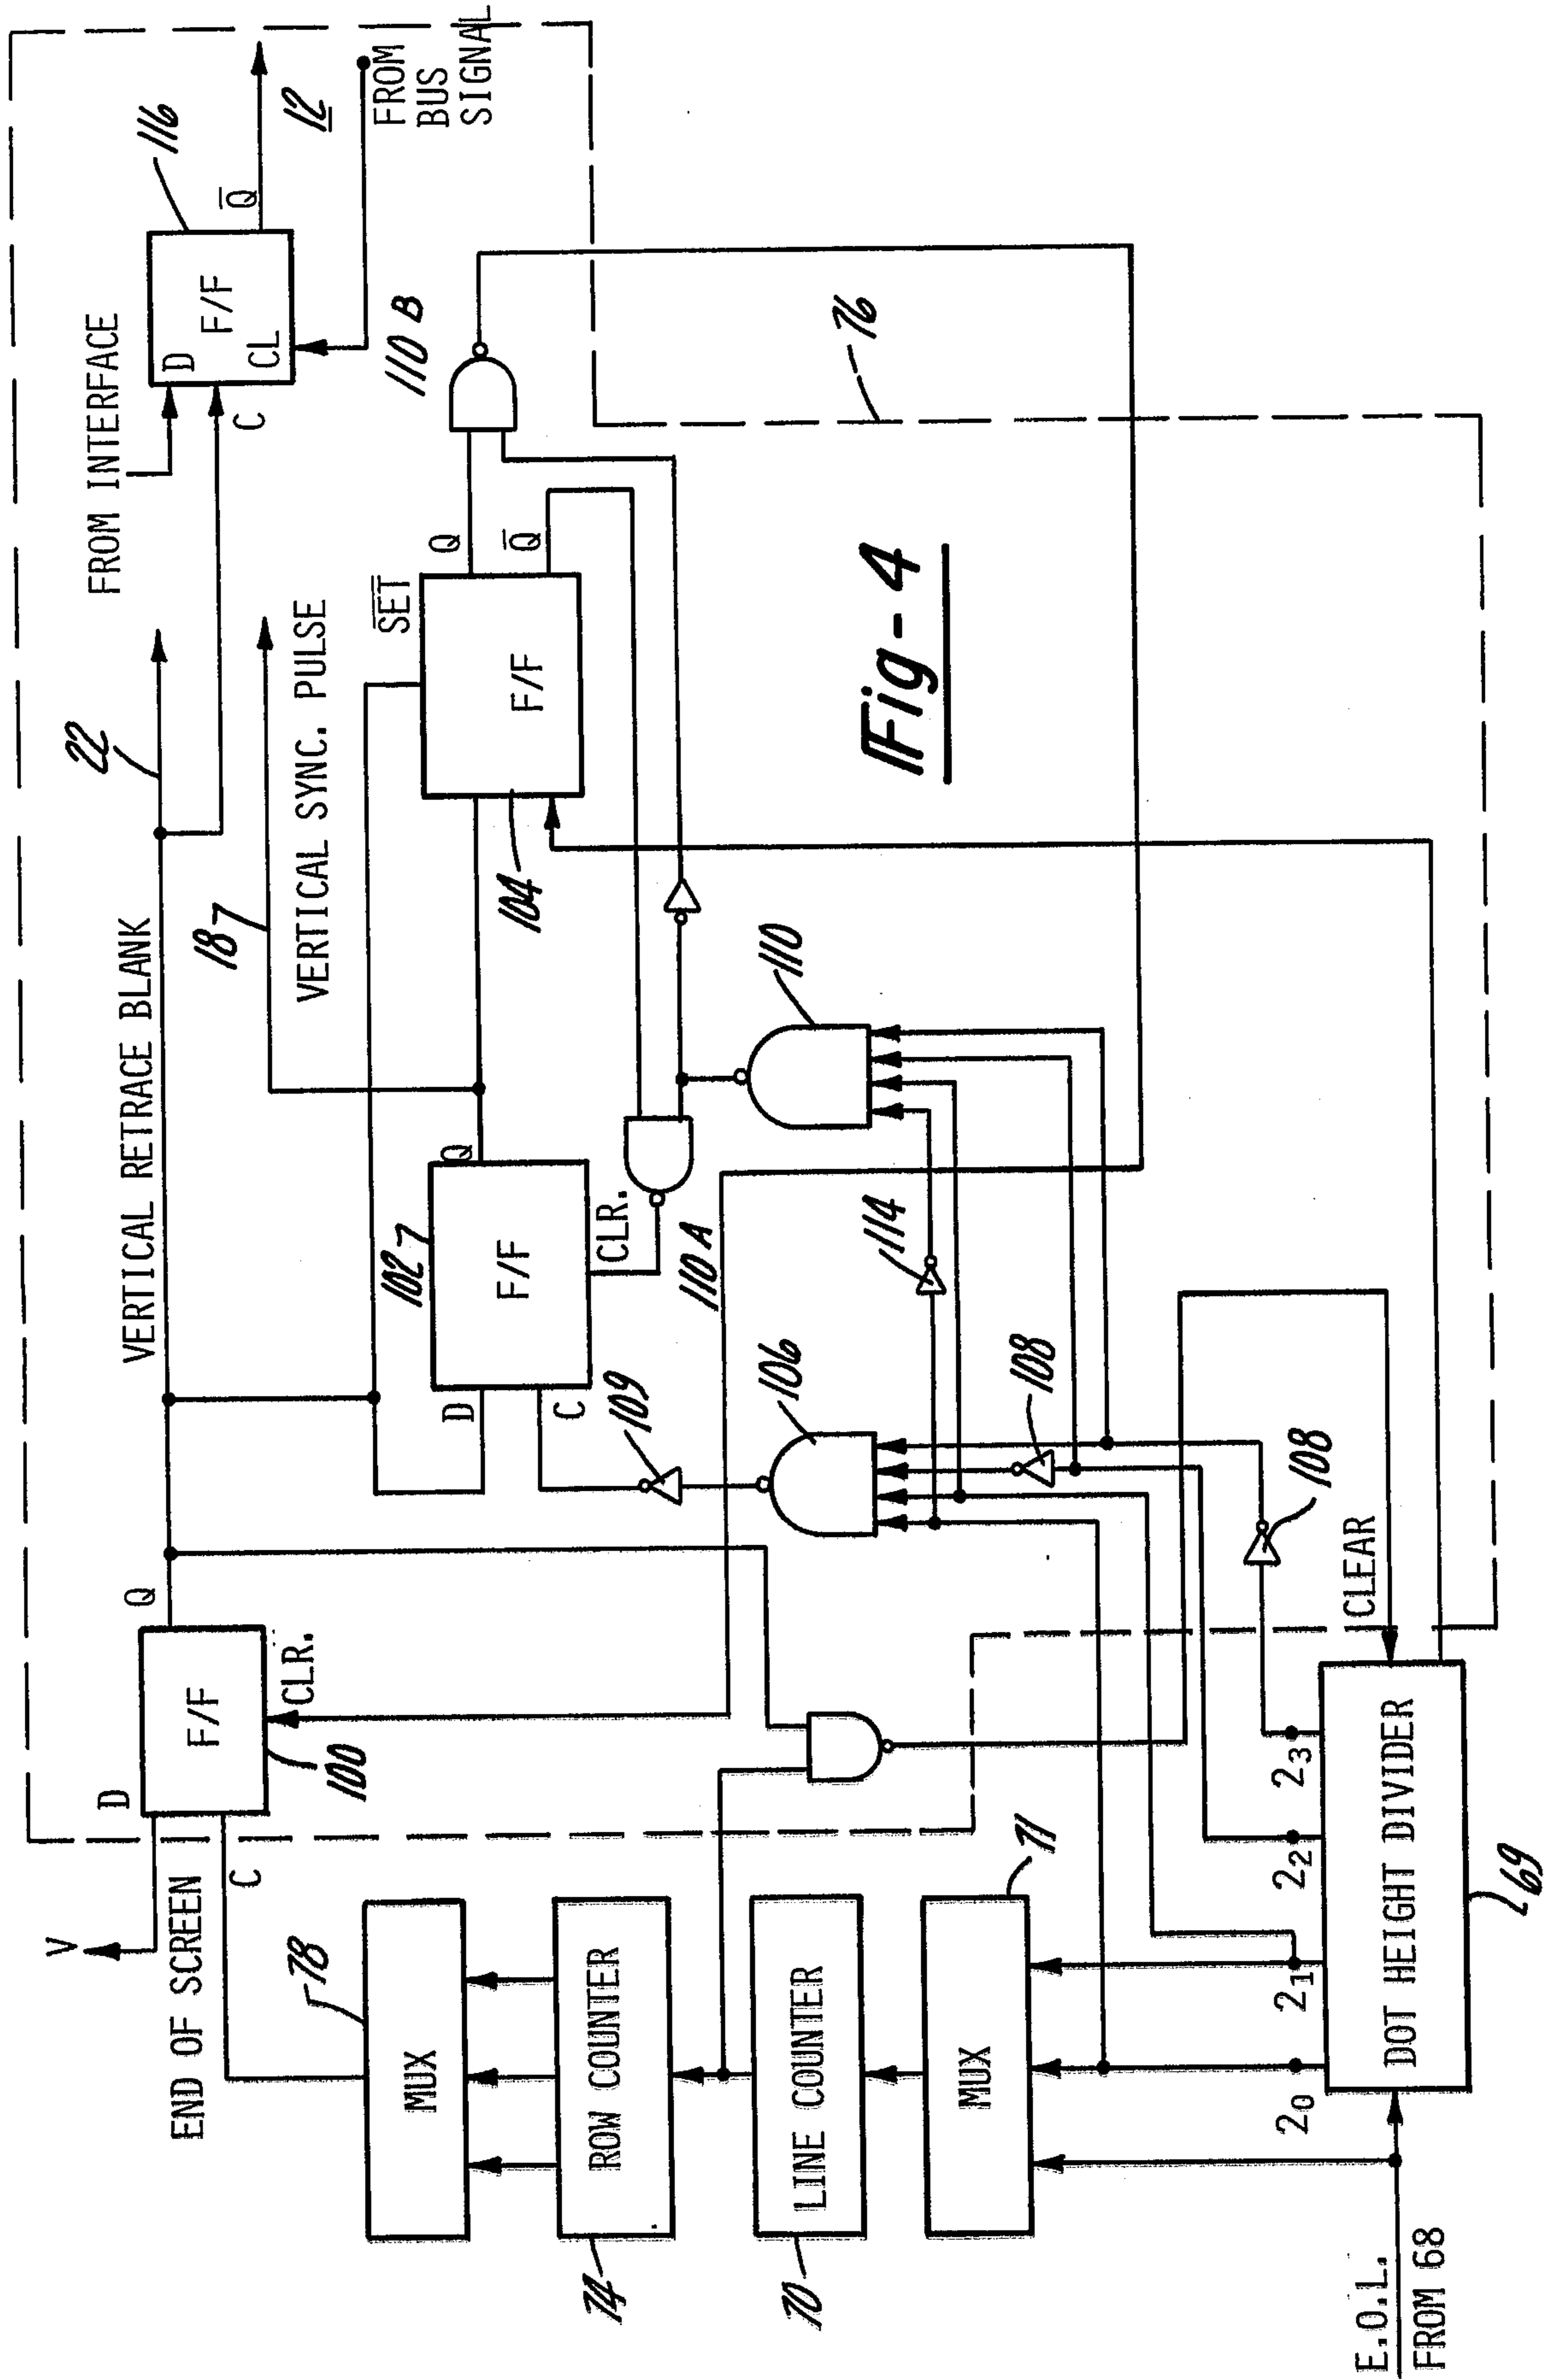 V
END OF SCREEN
D
C
F/F
Q
CLR.
100
VERTICAL RETRACE BLANK
22
FROM INTERFACE
D
F/F
CL
C
Q̅
116
12
FROM
BUS
SIGNAL
18
VERTICAL SYNC. PULSE
78
MUX
ROW COUNTER
74
LINE COUNTER
70
MUX
71
D
C
F/F
Q
CLR.
102
109
110 A
F/F
S̅E̅T̅
Q
Q̅
104
110 B
106
108
114
110
Fig-4
76
108
CLEAR
2₀
2₁
2₂
2₃
DOT HEIGHT DIVIDER
69
E.O.L.
FROM 68